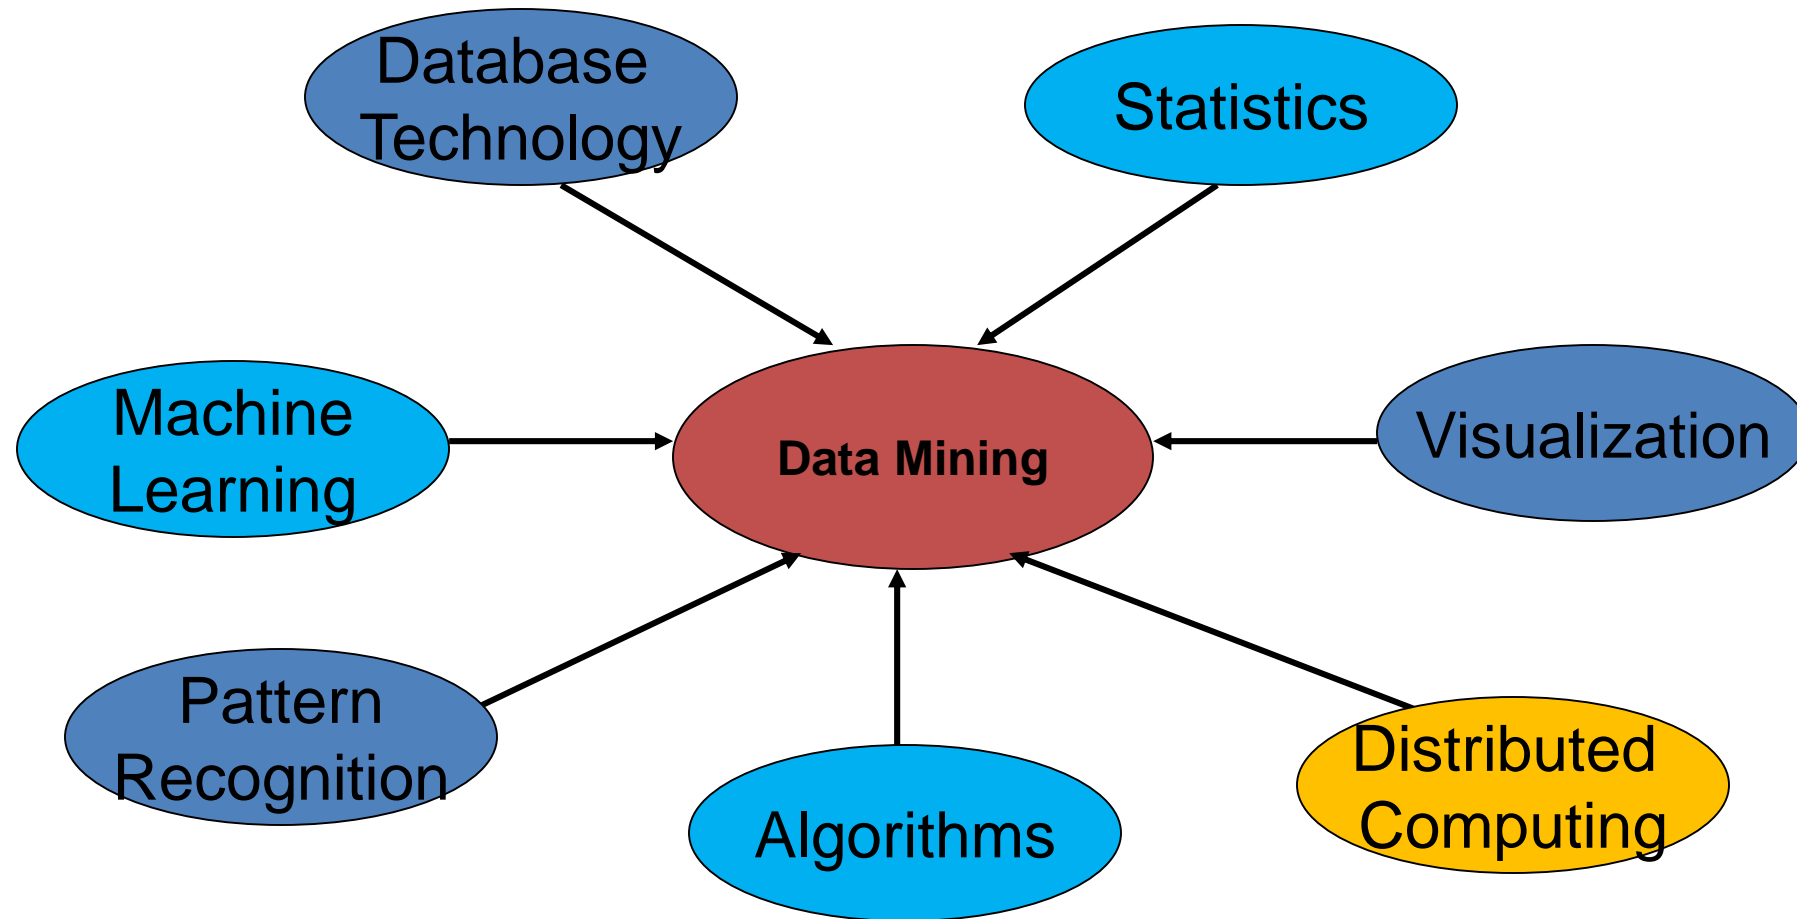 Database
Technology
Statistics
Machine
Learning
Data Mining
Visualization
Pattern
Recognition
Algorithms
Distributed
Computing